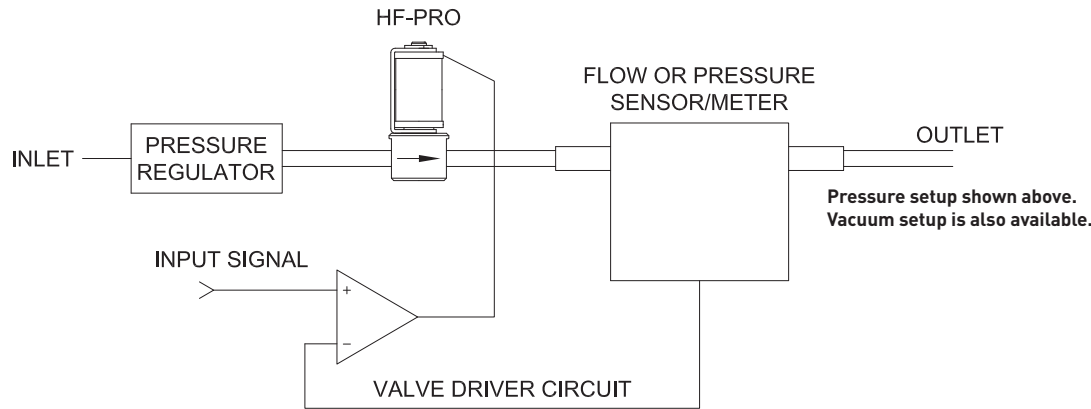 HF-PRO
FLOW OR PRESSURE
SENSOR/METER
INLET
PRESSURE
REGULATOR
OUTLET
Pressure setup shown above.
Vacuum setup is also available.
INPUT SIGNAL
+
−
VALVE DRIVER CIRCUIT